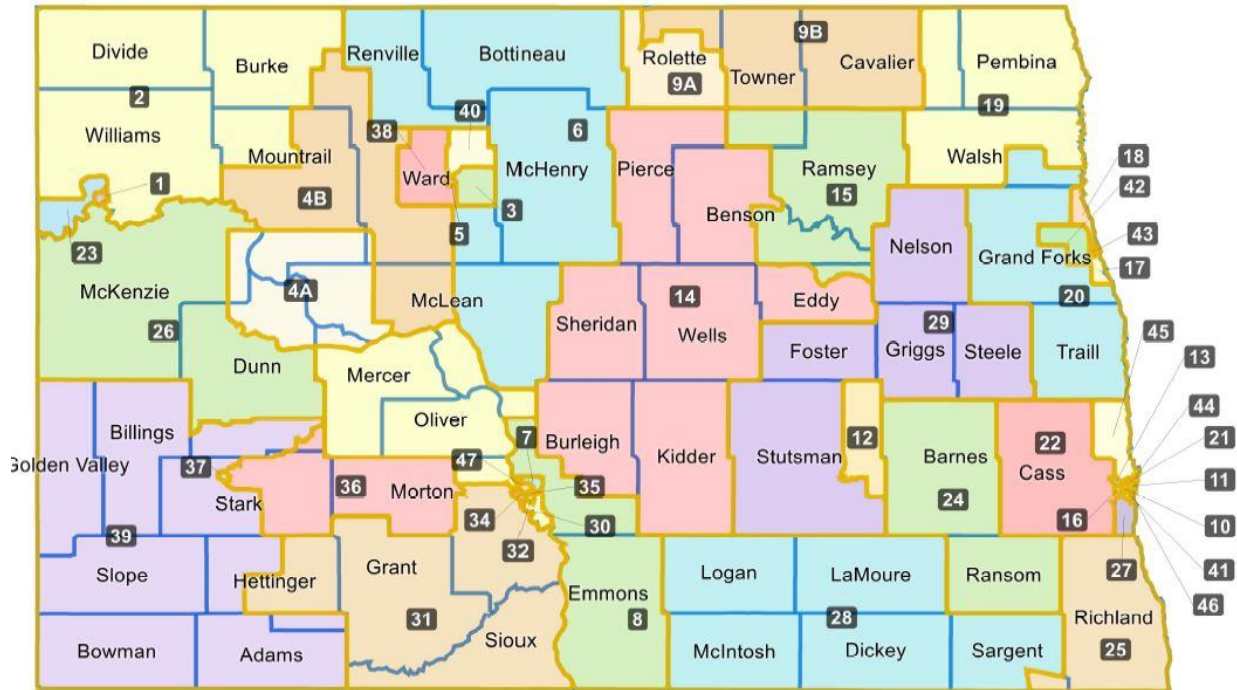 Divide
Burke
Renville
Bottineau
Rolette
9A
9B
Towner
Cavalier
Pembina
2
19
Williams
Mountrail
38
40
6
Ward
McHenry
Pierce
Ramsey
15
Walsh
18
1
4B
3
5
Benson
42
Nelson
43
23
Grand Forks
17
McKenzie
4A
McLean
14
Eddy
20
26
Sheridan
Wells
29
45
Dunn
Mercer
Foster
Griggs
Steele
Traill
13
Billings
Oliver
7
Burleigh
12
22
44
Golden Valley
37
47
Kidder
Stutsman
Barnes
Cass
21
36
Morton
35
24
11
Stark
34
30
16
10
39
32
27
41
Slope
Hettinger
Grant
Emmons
Logan
LaMoure
Ransom
46
31
8
28
Richland
Bowman
Adams
Sioux
McIntosh
Dickey
Sargent
25